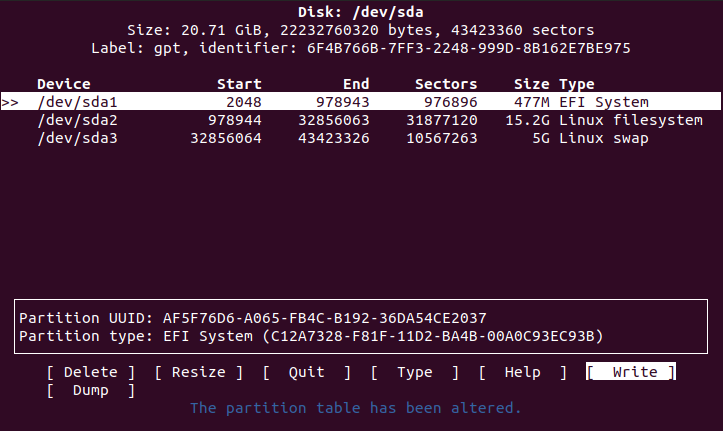 Disk: /dev/sda
Size: 20.71 GiB, 22232760320 bytes, 43423360 sectors
Label: gpt, identifier: 6F4B766B-7FF3-2248-999D-8B162E7BE975
Device Start End Sectors Size Type
>> /dev/sda1 2048 978943 976896 477M EFI System
/dev/sda2 978944 32856063 31877120 15.2G Linux filesystem
/dev/sda3 32856064 43423326 10567263 5G Linux swap
Partition UUID: AF5F76D6-A065-FB4C-B192-36DA54CE2037
Partition type: EFI System (C12A7328-F81F-11D2-BA4B-00A0C93EC93B)
[ Delete ] [ Resize ] [ Quit ] [ Type ] [ Help ] [ Write ]
[ Dump ]
The partition table has been altered.